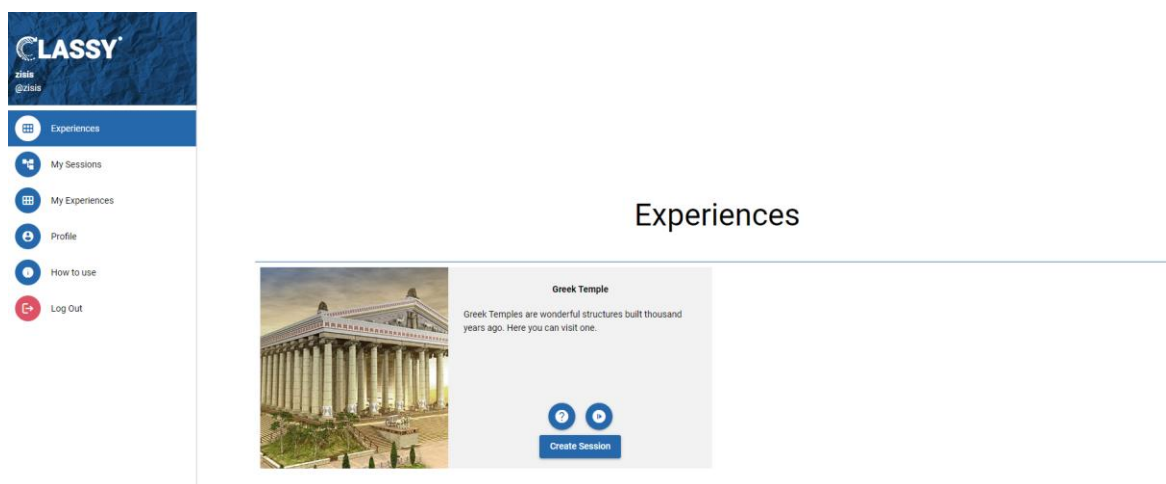 CLASSY
zisis
@zisis
Experiences
My Sessions
My Experiences
Profile
How to use
Log Out
Experiences
Greek Temple
Greek Temples are wonderful structures built thousand
years ago. Here you can visit one.
Create Session